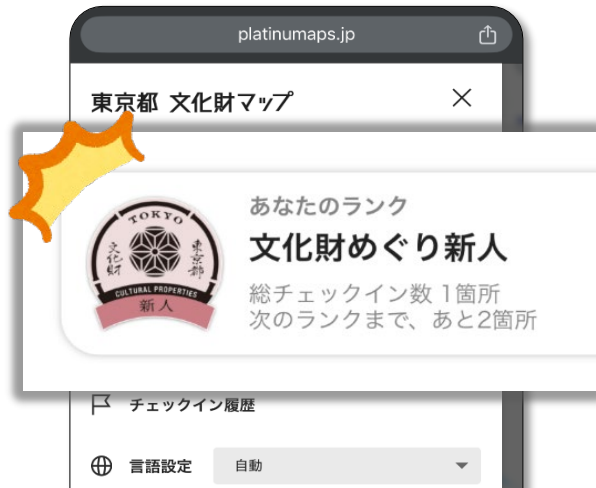 platinumaps.jp
東京都 文化財マップ
あなたのランク
文化財めぐり新人
総チェックイン数 1箇所
次のランクまで、あと2箇所
TOKYO
文化財
東京都
CULTURAL PROPERTIES
新人
チェックイン履歴
言語設定 自動